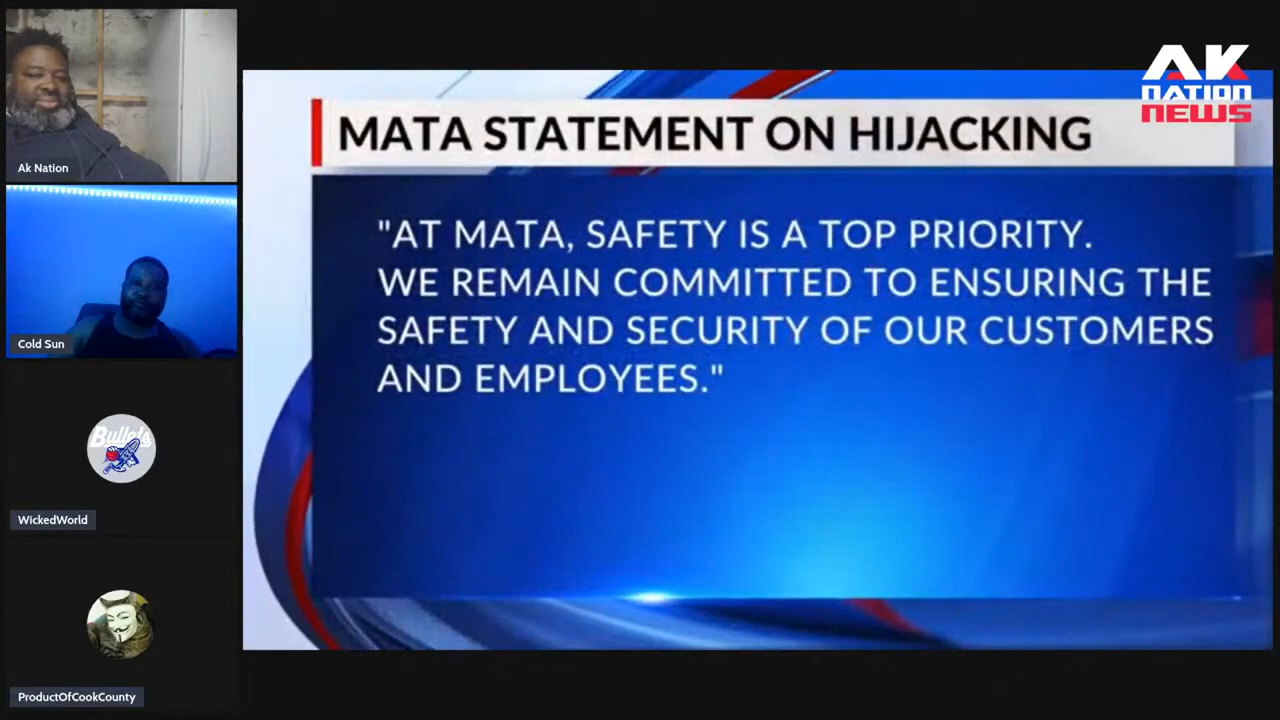 AK
NATION
NEWS
Ak Nation
Cold Sun
Bullets
WickedWorld
ProductOfCookCounty
MATA STATEMENT ON HIJACKING
"AT MATA, SAFETY IS A TOP PRIORITY.
WE REMAIN COMMITTED TO ENSURING THE
SAFETY AND SECURITY OF OUR CUSTOMERS
AND EMPLOYEES."